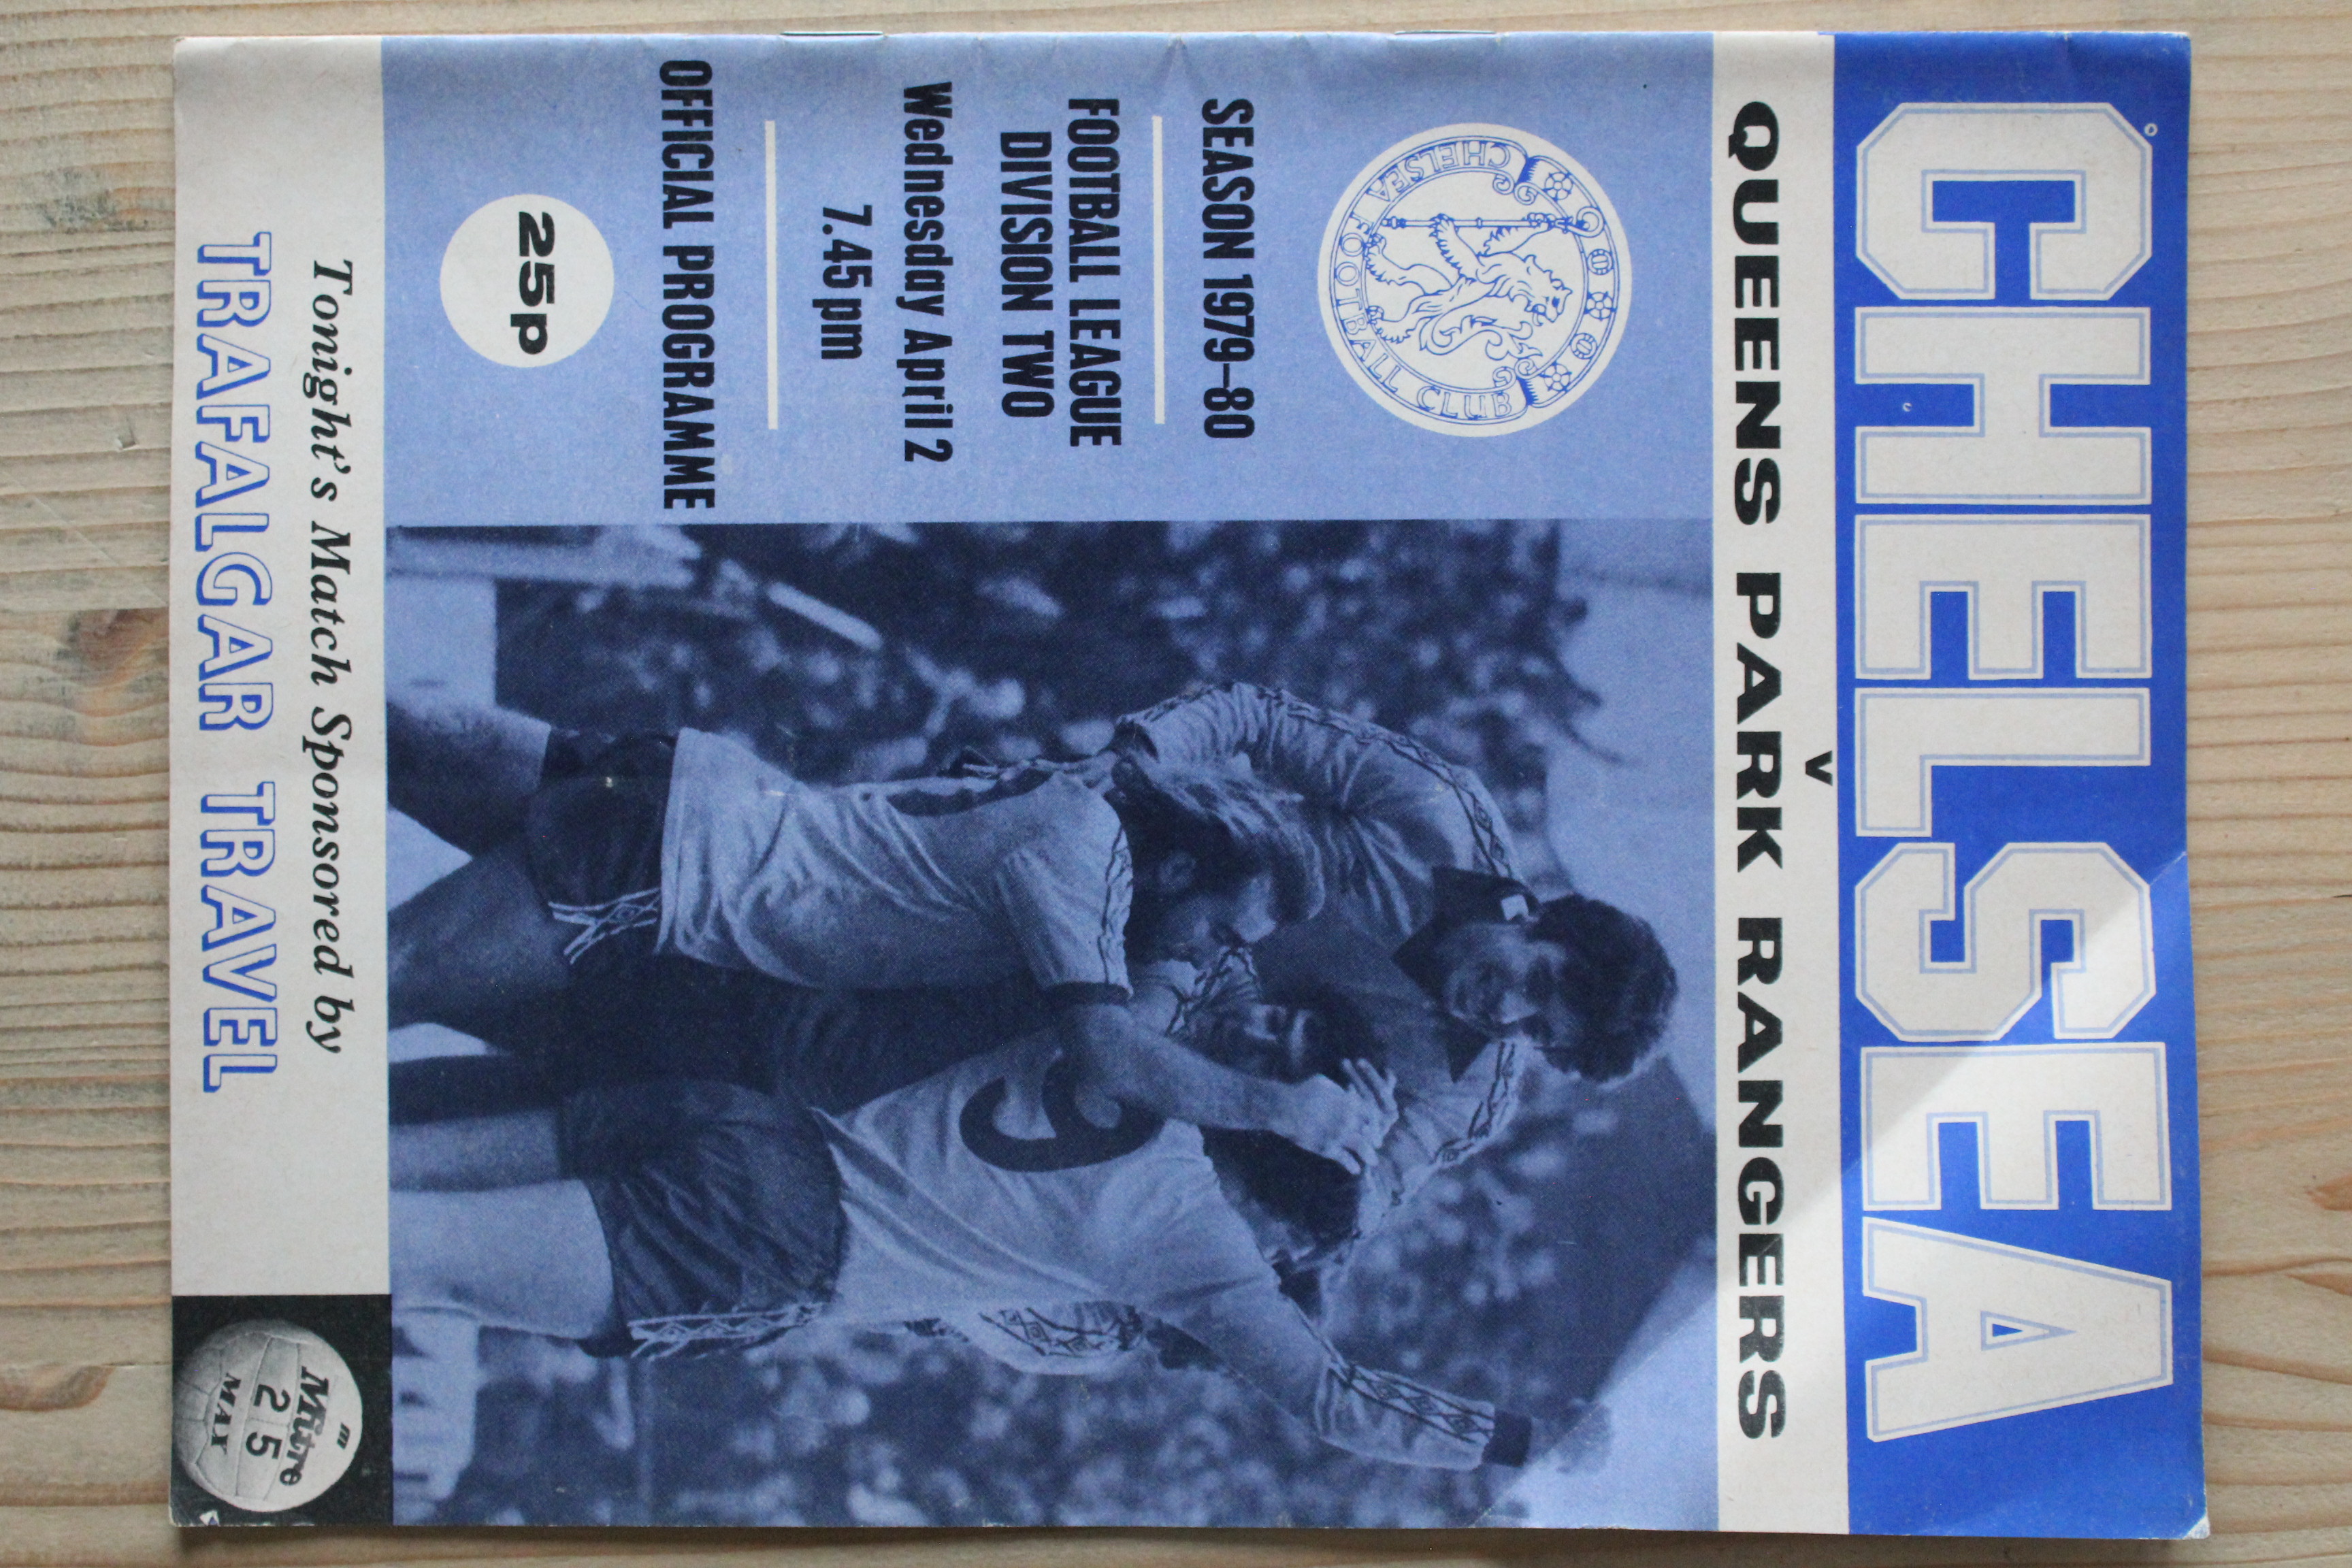 CHELSEA
v
QUEENS PARK RANGERS
CHELSEA FOOTBALL CLUB
SEASON 1979–80
FOOTBALL LEAGUE
DIVISION TWO
Wednesday April 2
7.45 pm
OFFICIAL PROGRAMME
25p
9
Tonight's Match Sponsored by
TRAFALGAR TRAVEL
m
Mitre
25
MAX